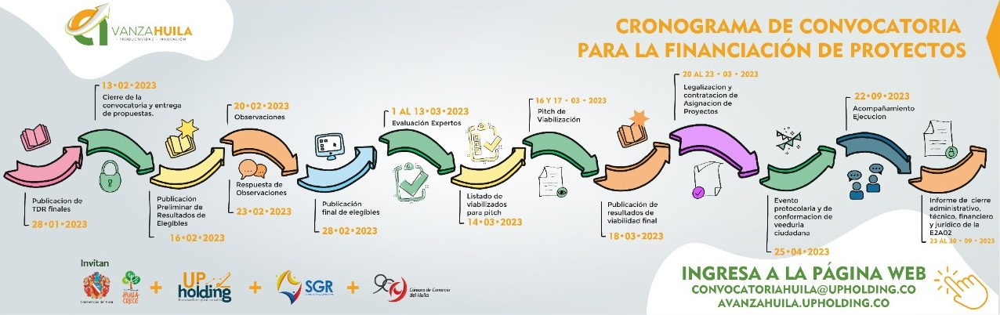 AVANZAHUILA
- PRODUCTIVIDAD + INNOVACIÓN
CRONOGRAMA DE CONVOCATORIA
PARA LA FINANCIACIÓN DE PROYECTOS
Publicacion de
TDR finales
28•01•2023
13•02•2023
Cierre de la
convocatoria y entrega
de propuestas.
Publicación
Preliminar de
Resultados de
Elegibles
16•02•2023
20•02•2023
Observaciones
Respuesta de
Observaciones
23•02•2023
Publicación
final de elegibles
28•02•2023
1 AL 13•03•2023
Evaluación Expertos
Listado de
viabilizados
para pitch
14•03•2023
16 Y 17 • 03 • 2023
Pitch de
Viabilización
Publicación de
resultados de
viabilidad final
18•03•2023
20 AL 23 • 03 • 2023
Legalizacion y
contratacion de
Asignacion de
Proyectos
Evento
protocolaria y de
conformacion de
veeduria
ciudadana
25•04•2023
22•09•2023
Acompañamiento
Ejecucion
Informe de cierre
administrativo,
técnico, financiero
y jurídico de la
E2A02
23 AL 30 • 09 • 2023
Invitan
HUILA
CRECE
+
UP
holding
+
SGR
+
Cámara de Comercio
del Huila
INGRESA A LA PÁGINA WEB
CONVOCATORIAHUILA@UPHOLDING.CO
AVANZAHUILA.UPHOLDING.CO